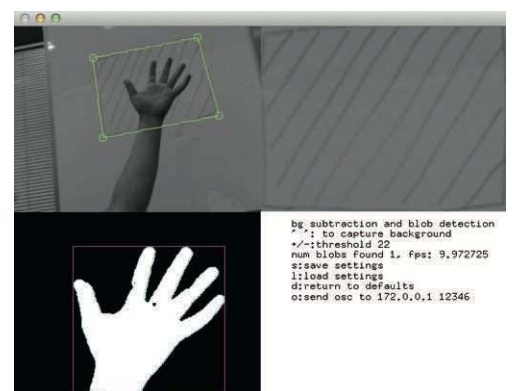 bg subtraction and blob detection
' ': to capture background
+/-:threshold 22
num blobs found 1, fps: 9.972725
s:save settings
l:load settings
d:return to defaults
o:send osc to 172.0.0.1 12346